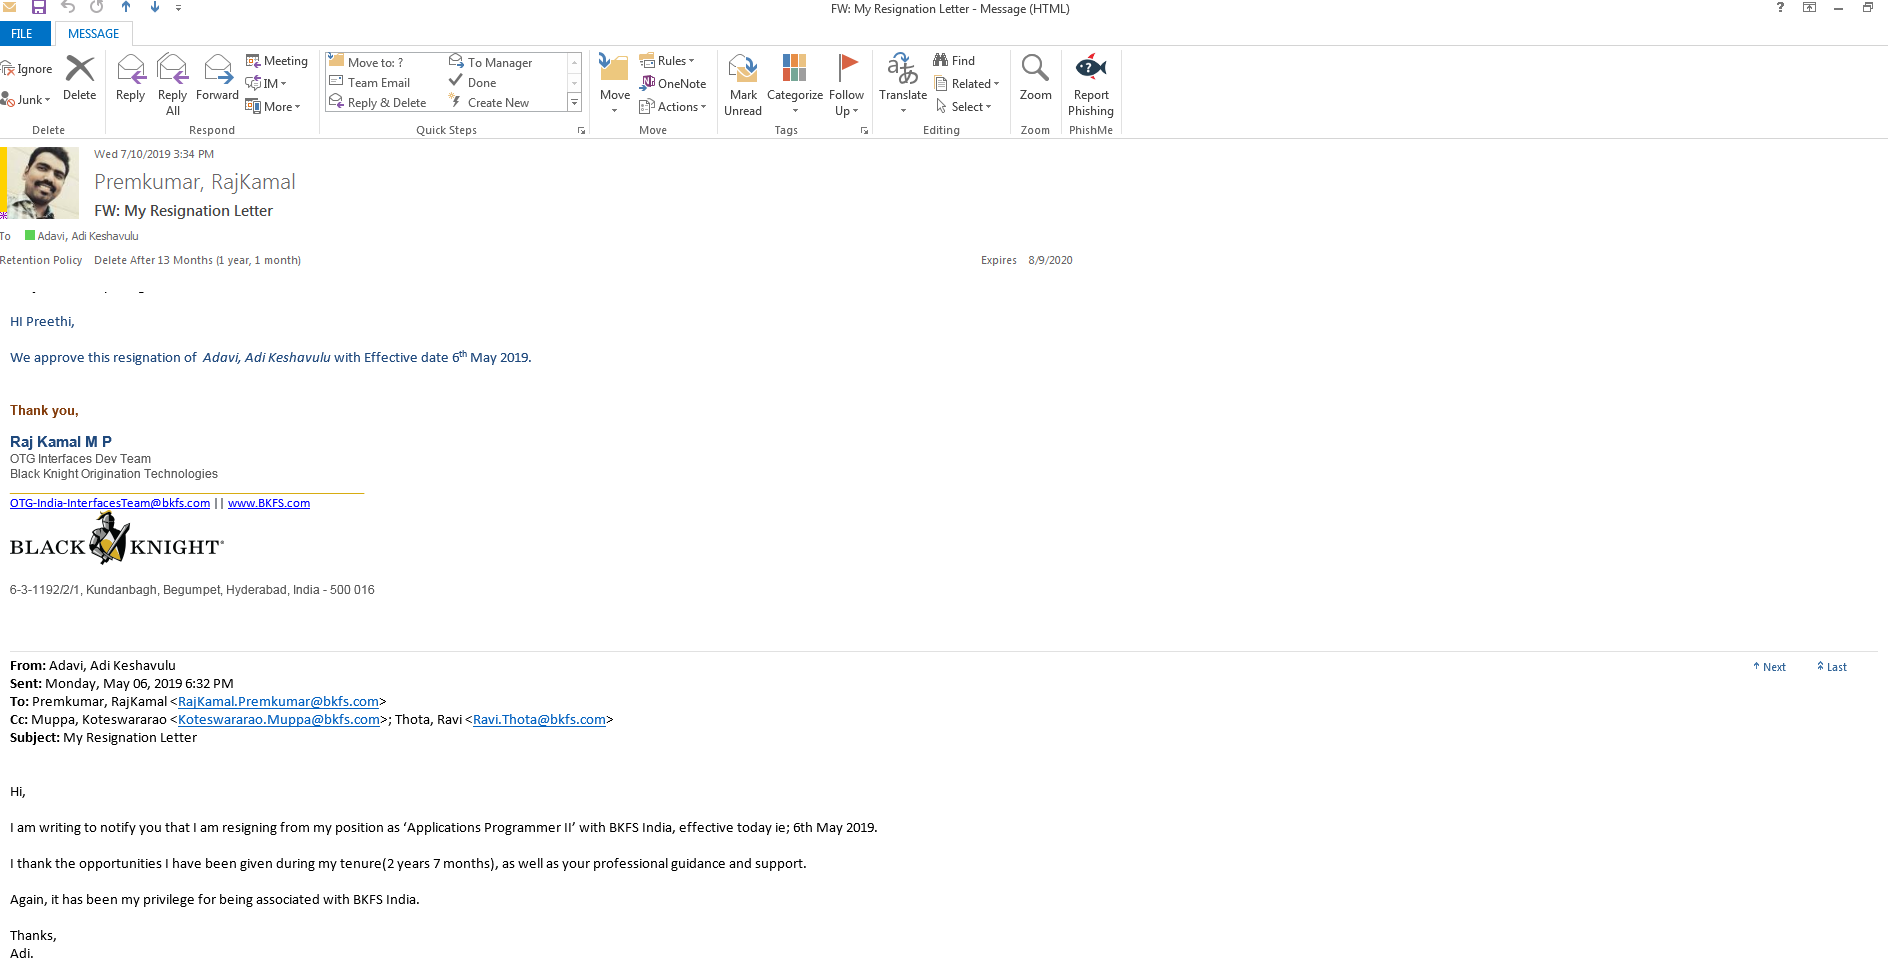 FW: My Resignation Letter - Message (HTML)
?
FILE
MESSAGE
Ignore
Junk
Delete
Delete
Reply
Reply All
Forward
Meeting
IM
More
Respond
Move to: ?
Team Email
Reply & Delete
To Manager
Done
Create New
Quick Steps
Move
Rules
OneNote
Actions
Move
Mark Unread
Categorize
Follow Up
Tags
Translate
Find
Related
Select
Editing
Zoom
Zoom
Report Phishing
PhishMe
Wed 7/10/2019 3:34 PM
Premkumar, RajKamal
FW: My Resignation Letter
To Adavi, Adi Keshavulu
Retention Policy Delete After 13 Months (1 year, 1 month) Expires 8/9/2020
HI Preethi,
We approve this resignation of Adavi, Adi Keshavulu with Effective date 6th May 2019.
Thank you,
Raj Kamal M P
OTG Interfaces Dev Team
Black Knight Origination Technologies
OTG-India-InterfacesTeam@bkfs.com || www.BKFS.com
BLACK KNIGHT
6-3-1192/2/1, Kundanbagh, Begumpet, Hyderabad, India - 500 016
From: Adavi, Adi Keshavulu
Next Last
Sent: Monday, May 06, 2019 6:32 PM
To: Premkumar, RajKamal <RajKamal.Premkumar@bkfs.com>
Cc: Muppa, Koteswararao <Koteswararao.Muppa@bkfs.com>; Thota, Ravi <Ravi.Thota@bkfs.com>
Subject: My Resignation Letter
Hi,
I am writing to notify you that I am resigning from my position as ‘Applications Programmer II’ with BKFS India, effective today ie; 6th May 2019.
I thank the opportunities I have been given during my tenure(2 years 7 months), as well as your professional guidance and support.
Again, it has been my privilege for being associated with BKFS India.
Thanks,
Adi.